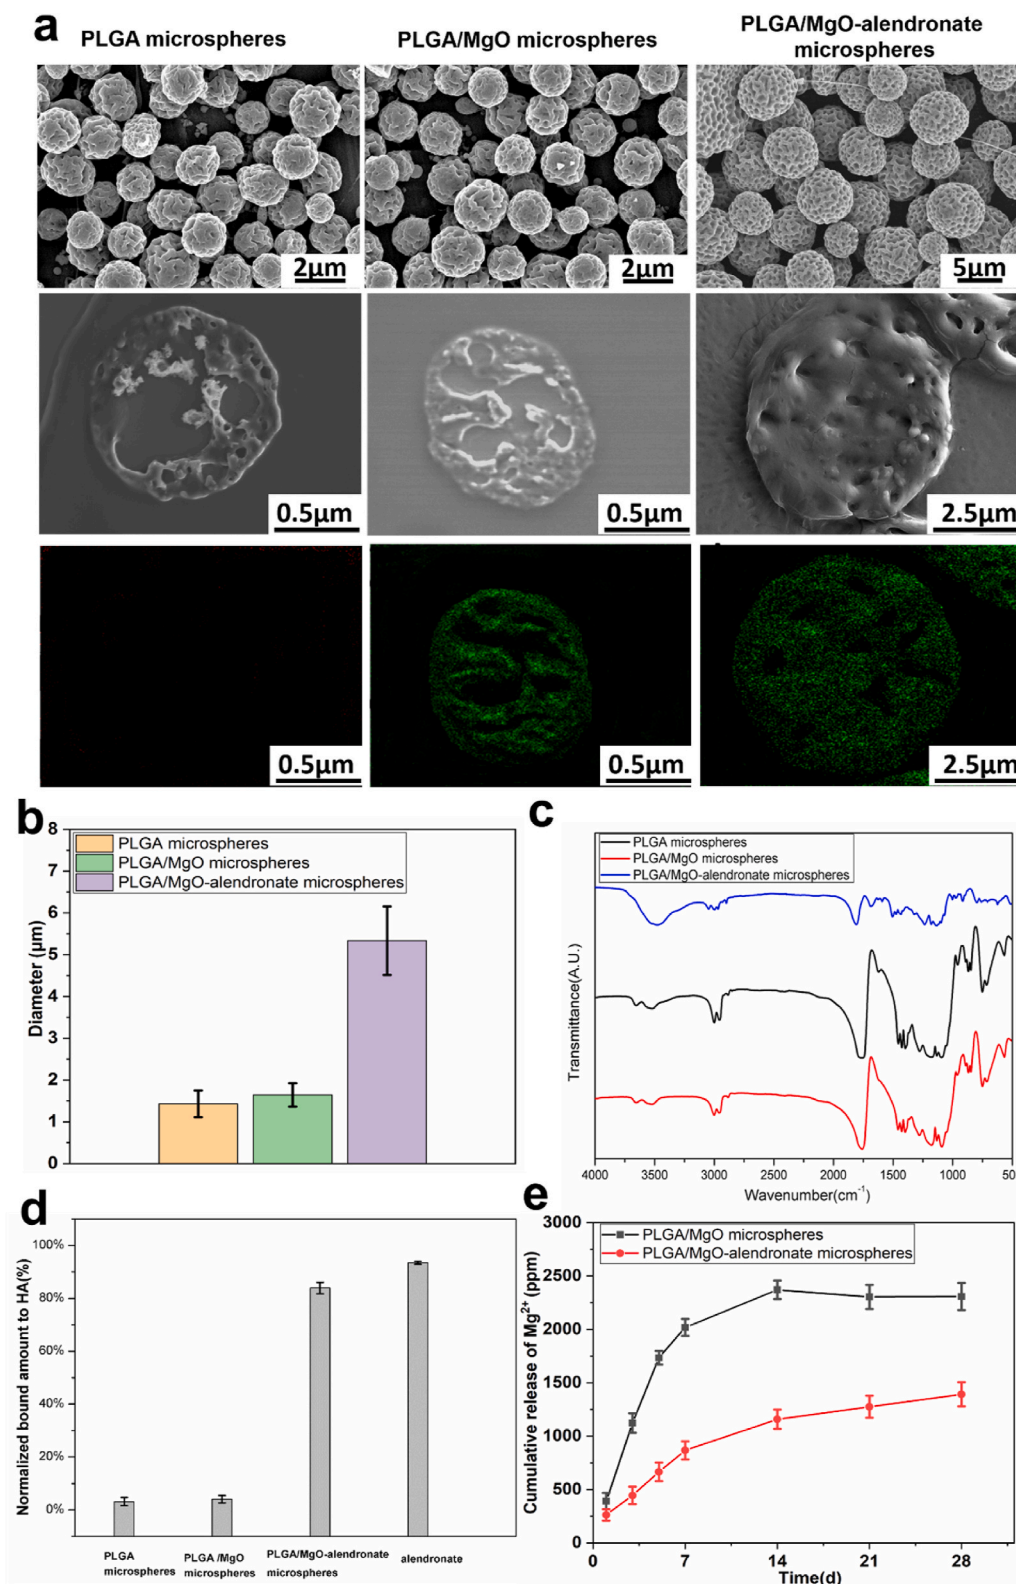 a
PLGA microspheres
PLGA/MgO microspheres
PLGA/MgO-alendronate
microspheres
2μm
2μm
5μm
0.5μm
0.5μm
2.5μm
0.5μm
0.5μm
2.5μm
b
8
7
6
5
4
3
2
1
0
Diameter (μm)
PLGA microspheres
PLGA/MgO microspheres
PLGA/MgO-alendronate microspheres
c
PLGA microspheres
PLGA/MgO microspheres
PLGA/MgO-alendronate microspheres
Transmittance(A.U.)
4000 3500 3000 2500 2000 1500 1000 50
Wavenumber(cm⁻¹)
d
Normalized bound amount to HA(%)
100%
80%
60%
40%
20%
0%
PLGA
microspheres
PLGA /MgO
microspheres
PLGA/MgO-alendronate
microspheres
alendronate
e
PLGA/MgO microspheres
PLGA/MgO-alendronate microspheres
Cumulative release of Mg²⁺ (ppm)
3000
2500
2000
1500
1000
500
0
0 7 14 21 28
Time(d)